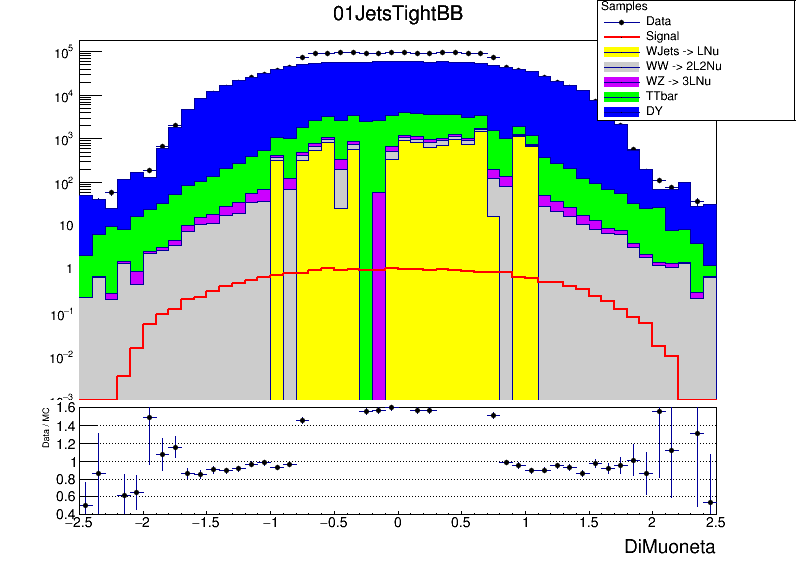 01JetsTightBB
Samples
Data
Signal
WJets -> LNu
WW -> 2L2Nu
WZ -> 3LNu
TTbar
DY
10^5
10^4
10^3
10^2
10
1
10^−1
10^−2
Data / MC
1.6
1.4
1.2
1
0.8
0.6
0.4
−2.5 −2 −1.5 −1 −0.5 0 0.5 1 1.5 2 2.5
DiMuoneta